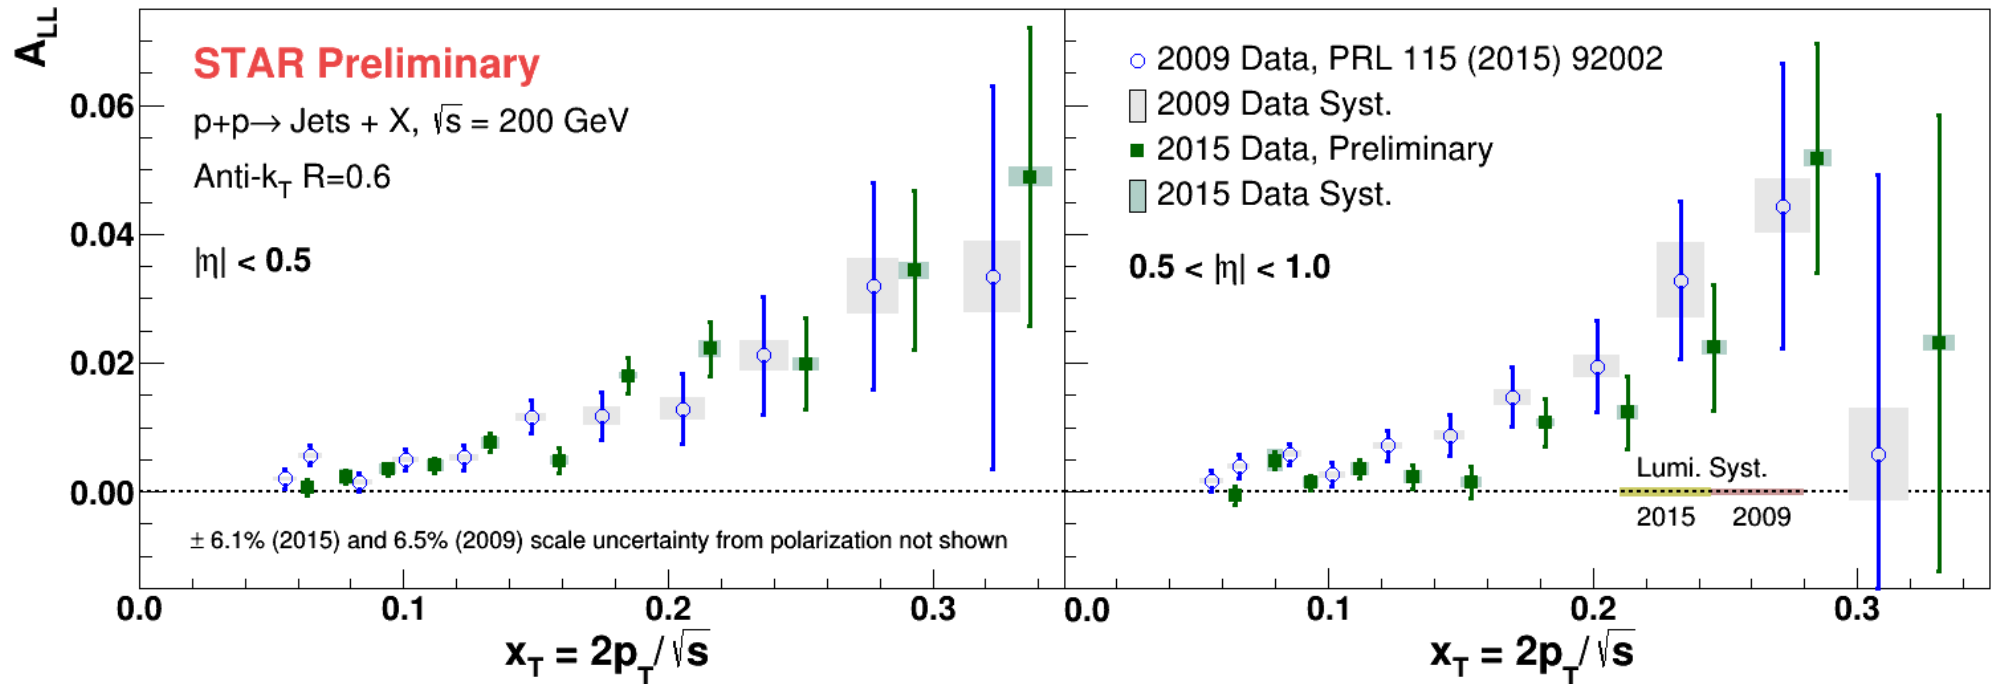 A_LL
STAR Preliminary
p+p→ Jets + X, √s = 200 GeV
Anti-k_T R=0.6
|η| < 0.5
0.06
0.04
0.02
0.00
± 6.1% (2015) and 6.5% (2009) scale uncertainty from polarization not shown
0.0 0.1 0.2 0.3
x_T = 2p_T/√s
2009 Data, PRL 115 (2015) 92002
2009 Data Syst.
2015 Data, Preliminary
2015 Data Syst.
0.5 < |η| < 1.0
Lumi. Syst.
2015 2009
0.0 0.1 0.2 0.3
x_T = 2p_T/√s